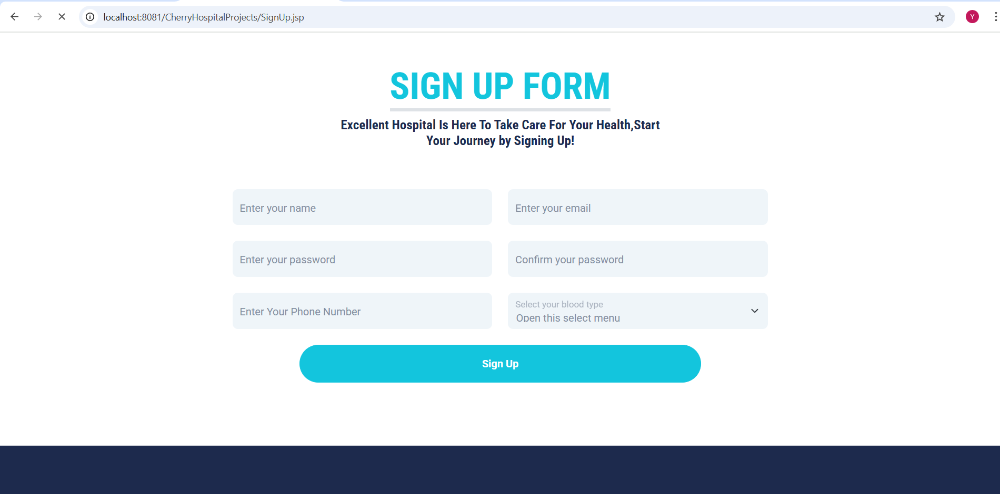 localhost:8081/CherryHospitalProjects/SignUp.jsp
Y
SIGN UP FORM
Excellent Hospital Is Here To Take Care For Your Health,Start
Your Journey by Signing Up!
Enter your name
Enter your email
Enter your password
Confirm your password
Enter Your Phone Number
Select your blood type
Open this select menu
Sign Up